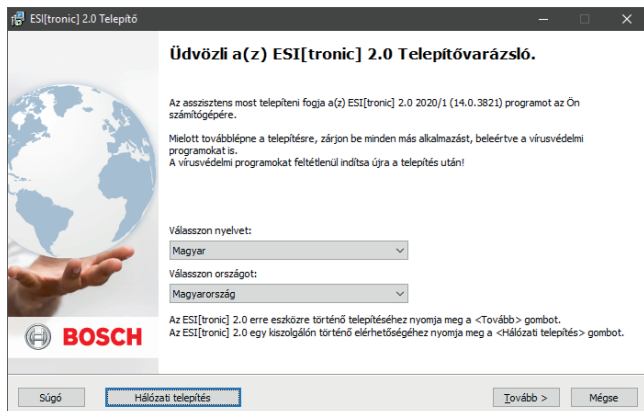 ESI[tronic] 2.0 Telepítő
Üdvözli a(z) ESI[tronic] 2.0 Telepítővarázsló.
Az asszisztens most telepíteni fogja a(z) ESI[tronic] 2.0 2020/1 (14.0.3821) programot az Ön
számítógépére.
Mielott továbblépne a telepítésre, zárjon be minden más alkalmazást, beleértve a vírusvédelmi
programokat is.
A vírusvédelmi programokat feltétlenül indítsa újra a telepítés után!
Válasszon nyelvet:
Magyar
Válasszon országot:
Magyarország
Az ESI[tronic] 2.0 erre eszközre történő telepítéséhez nyomja meg a <Tovább> gombot.
Az ESI[tronic] 2.0 egy kiszolgálón történő elérhetőségéhez nyomja meg a <Hálózati telepítés> gombot.
BOSCH
Súgó
Hálózati telepítés
Tovább >
Mégse